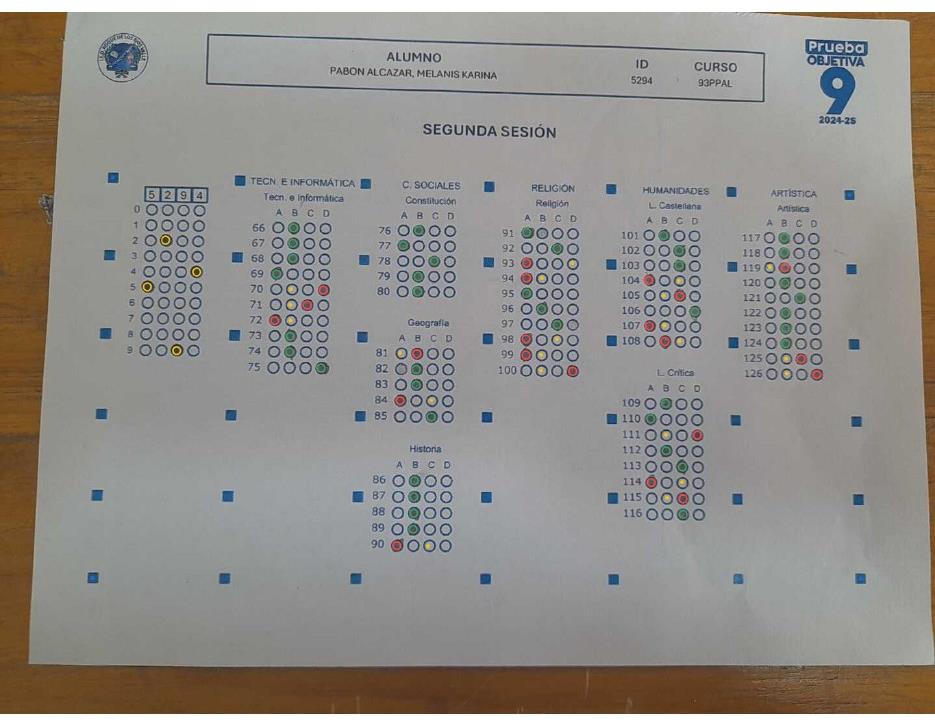 ALUMNO
PABON ALCAZAR, MELANIS KARINA
ID
5294
CURSO
93PPAL
Prueba
OBJETIVA
9
2024-25
SEGUNDA SESIÓN
5 2 9 4
0
1
2
3
4
5
6
7
8
9
TECN. E INFORMÁTICA
Tecn. e Informática
A B C D
66
67
68
69
70
71
72
73
74
75
C. SOCIALES
Constitución
A B C D
76
77
78
79
80
Geografía
A B C D
81
82
83
84
85
Historia
A B C D
86
87
88
89
90
RELIGIÓN
Religión
A B C D
91
92
93
94
95
96
97
98
99
100
HUMANIDADES
L. Castellana
A B C D
101
102
103
104
105
106
107
108
L. Crítica
A B C D
109
110
111
112
113
114
115
116
ARTÍSTICA
Artística
A B C D
117
118
119
120
121
122
123
124
125
126